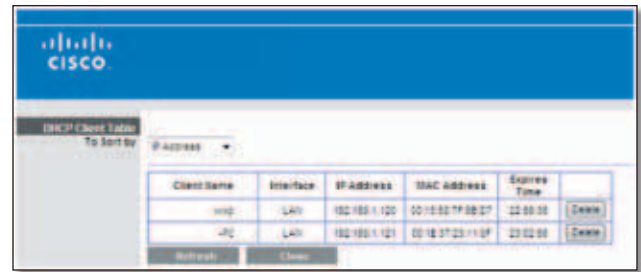 CISCO
DHCP Client Table
To Sort by IP Address
Client Name Interface IP Address MAC Address Expires Time
LAN 192.168.1.120 Delete
-PC LAN 192.168.1.121 Delete
Refresh Close